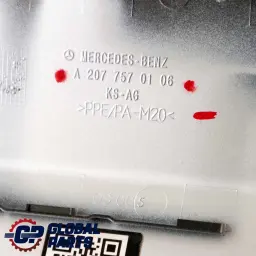 MERCEDES-BENZ
A 207 757 01 06
KS-AG
>PPE/PA-M20<
GP GLOBAL
PARTS